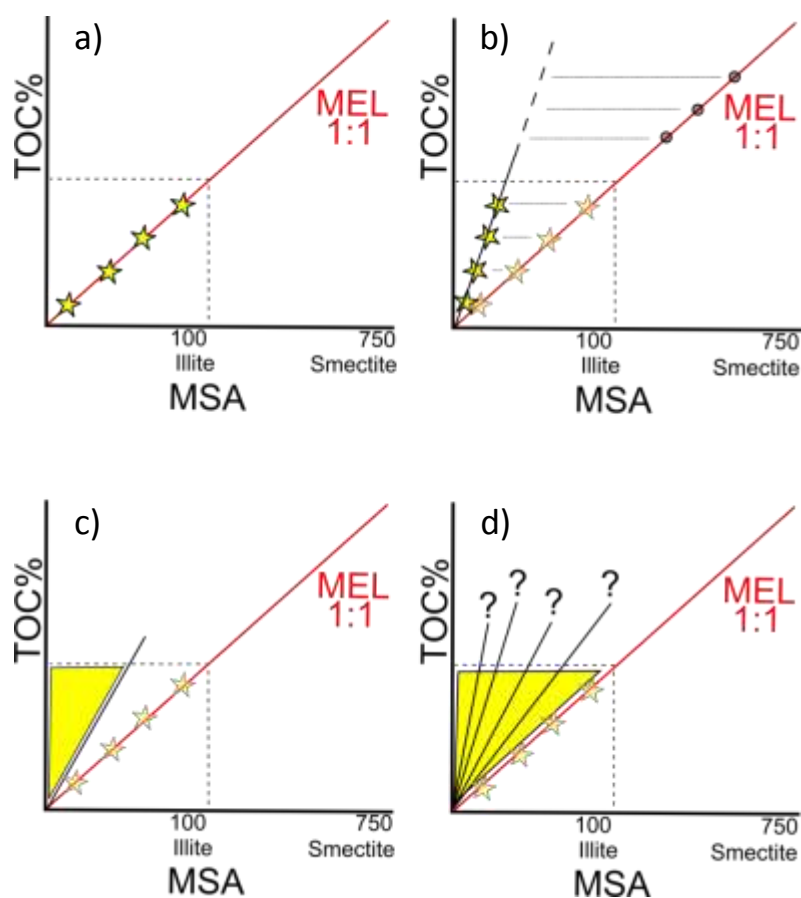 a)
TOC%
MEL
1:1
100
750
Illite
Smectite
MSA
b)
TOC%
MEL
1:1
100
750
Illite
Smectite
MSA
c)
TOC%
MEL
1:1
100
750
Illite
Smectite
MSA
d)
? ? ? ?
TOC%
MEL
1:1
100
750
Illite
Smectite
MSA